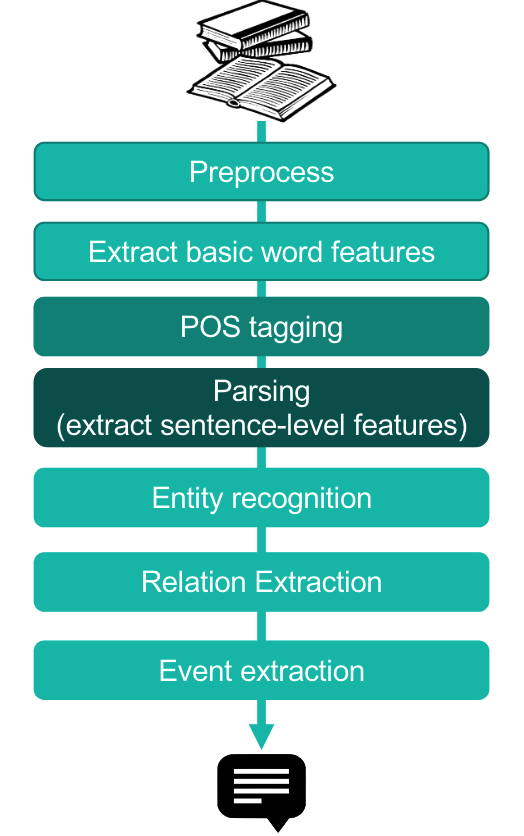 Preprocess
Extract basic word features
POS tagging
Parsing
(extract sentence-level features)
Entity recognition
Relation Extraction
Event extraction